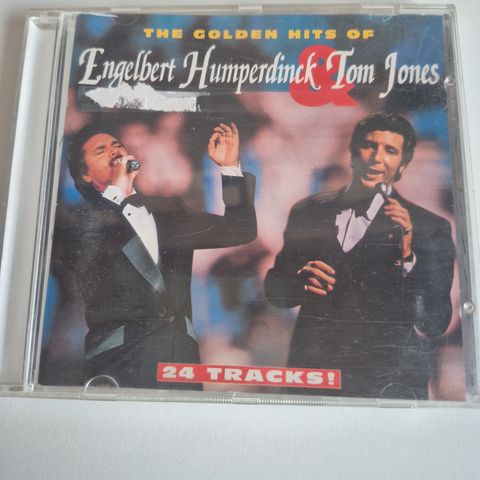 THE GOLDEN HITS OF
Engelbert Humperdinck & Tom Jones
24 TRACKS!